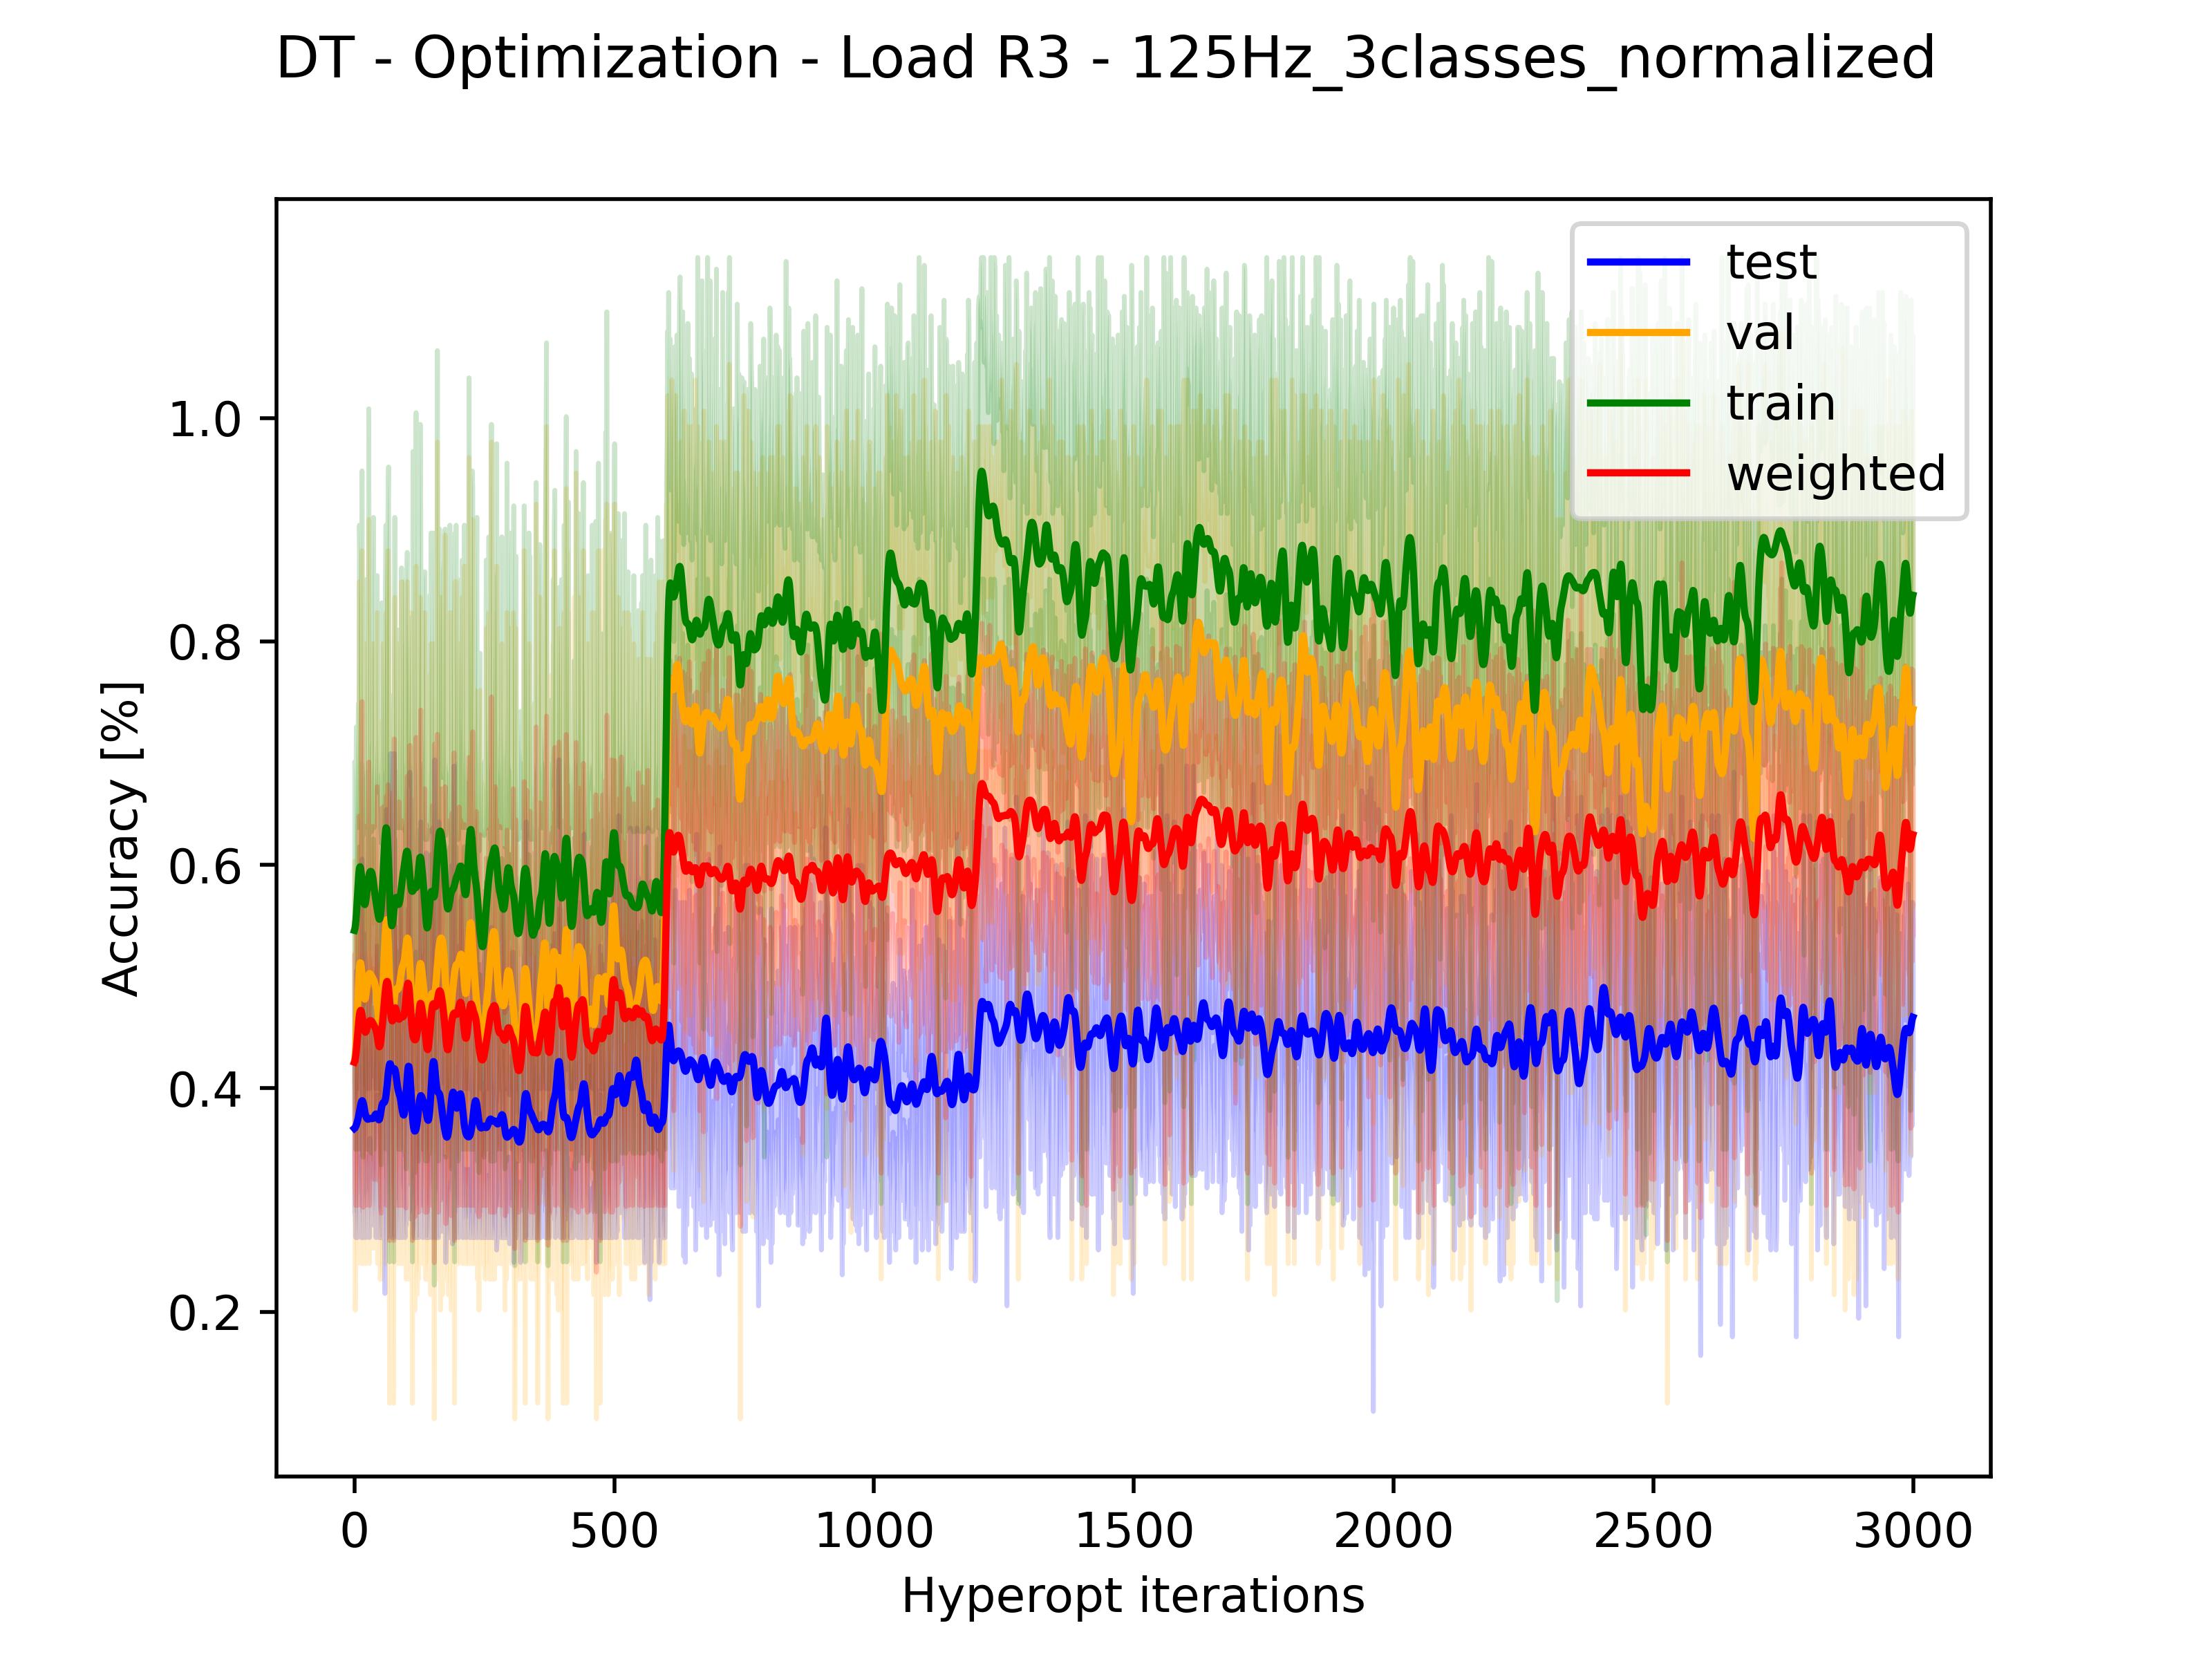 DT - Optimization - Load R3 - 125Hz_3classes_normalized
test
val
train
weighted
Accuracy [%]
1.0
0.8
0.6
0.4
0.2
0 500 1000 1500 2000 2500 3000
Hyperopt iterations